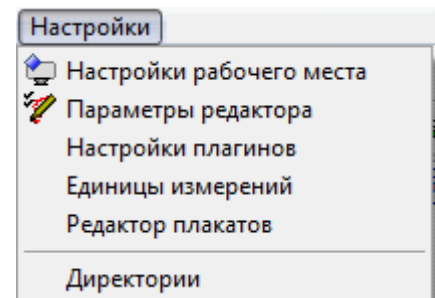 Настройки
Настройки рабочего места
Параметры редактора
Настройки плагинов
Единицы измерений
Редактор плакатов
Директории